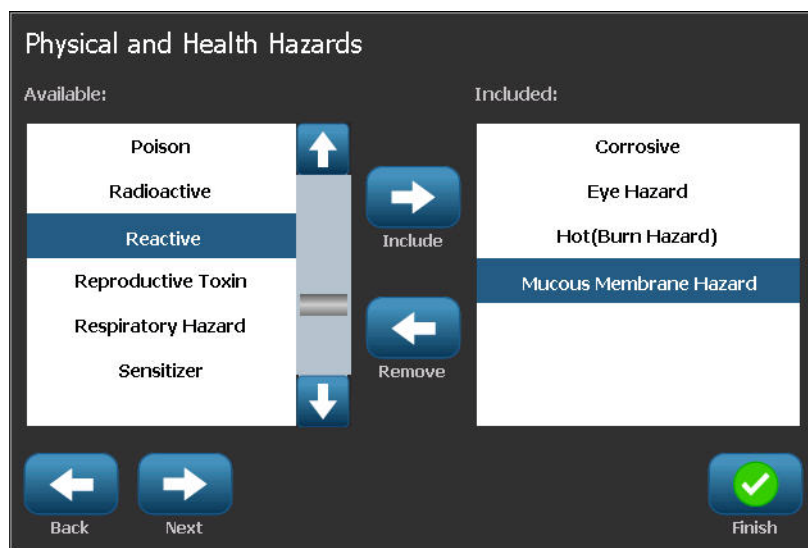 Physical and Health Hazards
Available:
Included:
Poison
Radioactive
Reactive
Reproductive Toxin
Respiratory Hazard
Sensitizer
Include
Remove
Corrosive
Eye Hazard
Hot(Burn Hazard)
Mucous Membrane Hazard
Back
Next
Finish